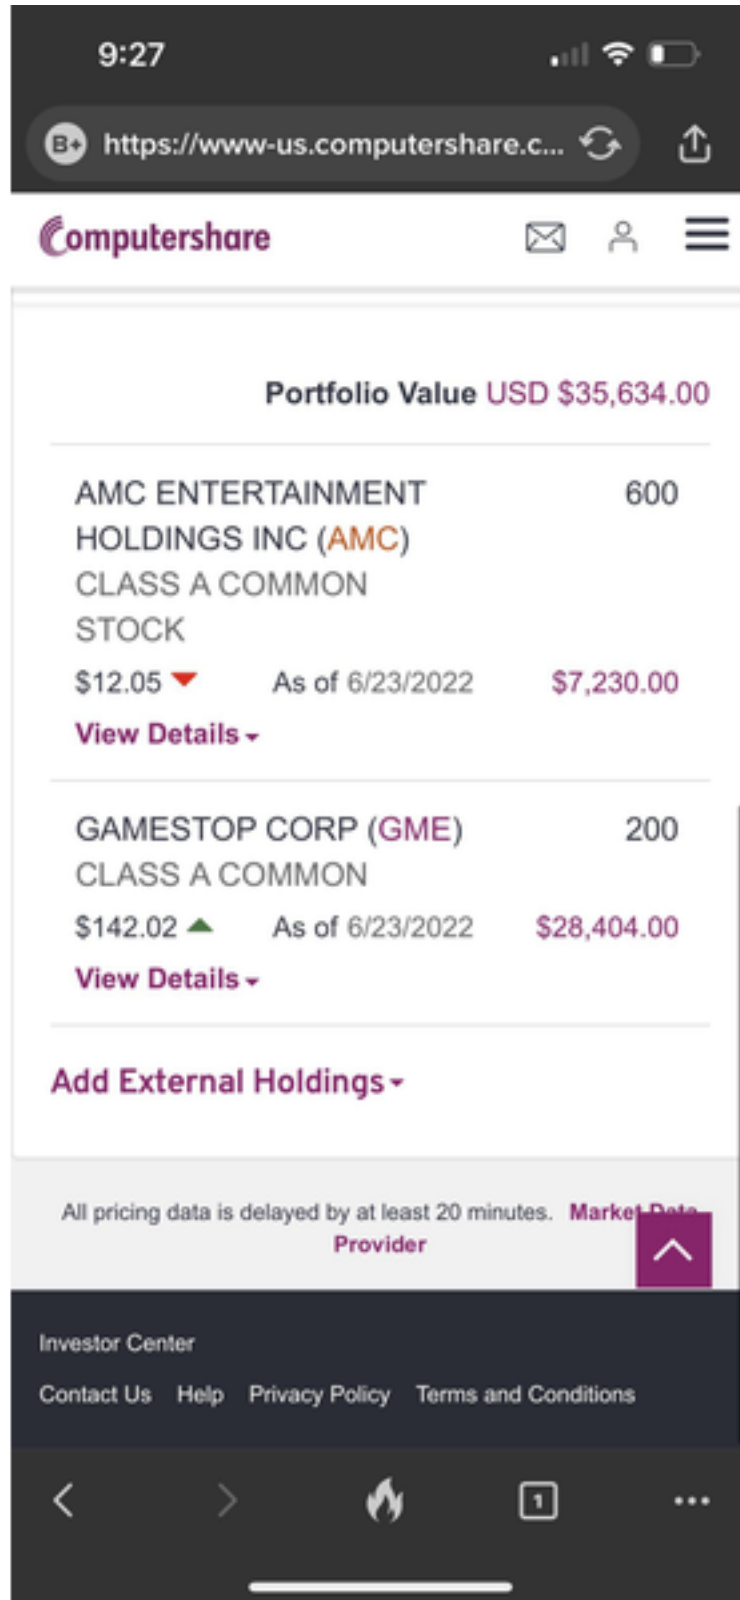 9:27
B+ https://www-us.computershare.c...
Computershare
Portfolio Value USD $35,634.00
AMC ENTERTAINMENT 600
HOLDINGS INC (AMC)
CLASS A COMMON
STOCK
$12.05 As of 6/23/2022 $7,230.00
View Details
GAMESTOP CORP (GME) 200
CLASS A COMMON
$142.02 As of 6/23/2022 $28,404.00
View Details
Add External Holdings
All pricing data is delayed by at least 20 minutes. Market Data
Provider
Investor Center
Contact Us Help Privacy Policy Terms and Conditions
1